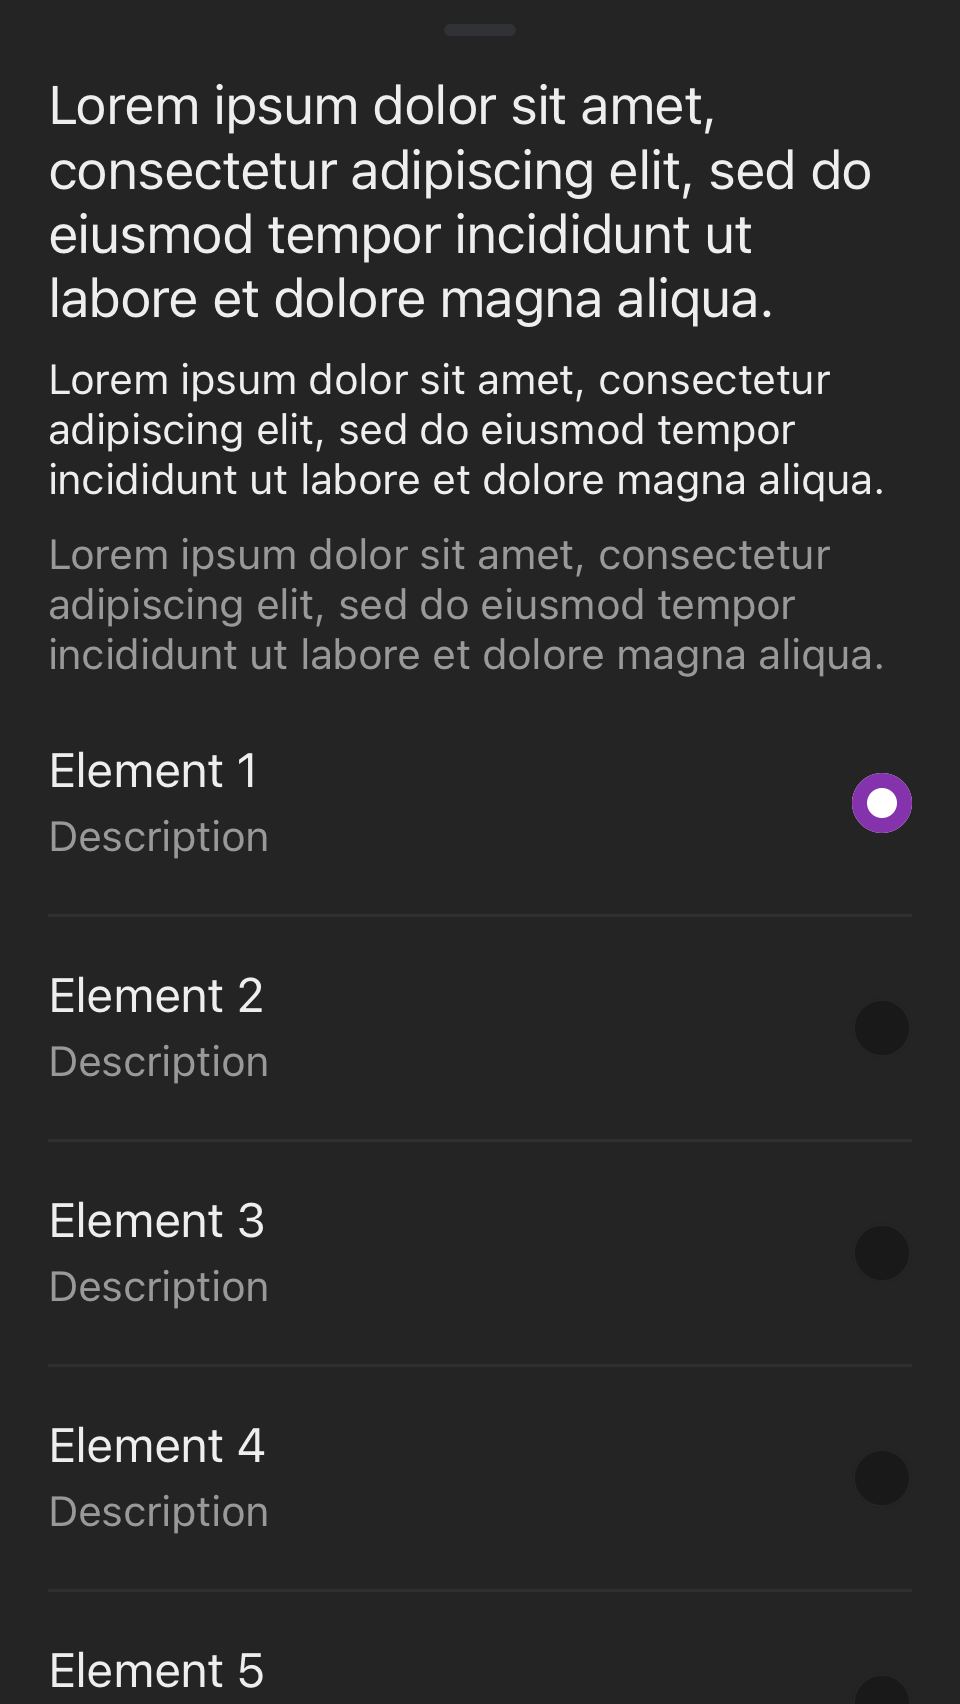 Lorem ipsum dolor sit amet,
consectetur adipiscing elit, sed do
eiusmod tempor incididunt ut
labore et dolore magna aliqua.
Lorem ipsum dolor sit amet, consectetur
adipiscing elit, sed do eiusmod tempor
incididunt ut labore et dolore magna aliqua.
Lorem ipsum dolor sit amet, consectetur
adipiscing elit, sed do eiusmod tempor
incididunt ut labore et dolore magna aliqua.
Element 1
Description
Element 2
Description
Element 3
Description
Element 4
Description
Element 5